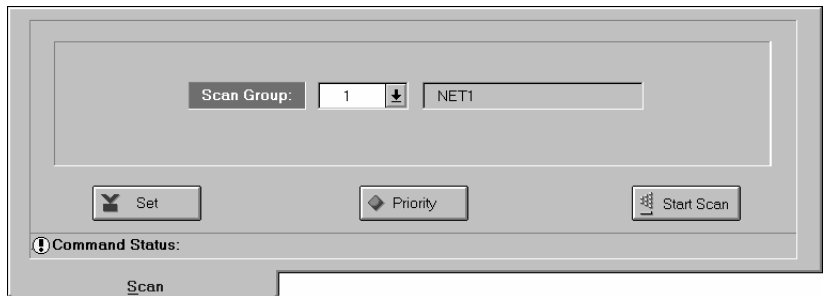 Scan Group: 1 NET1
Set Priority Start Scan
Command Status:
Scan